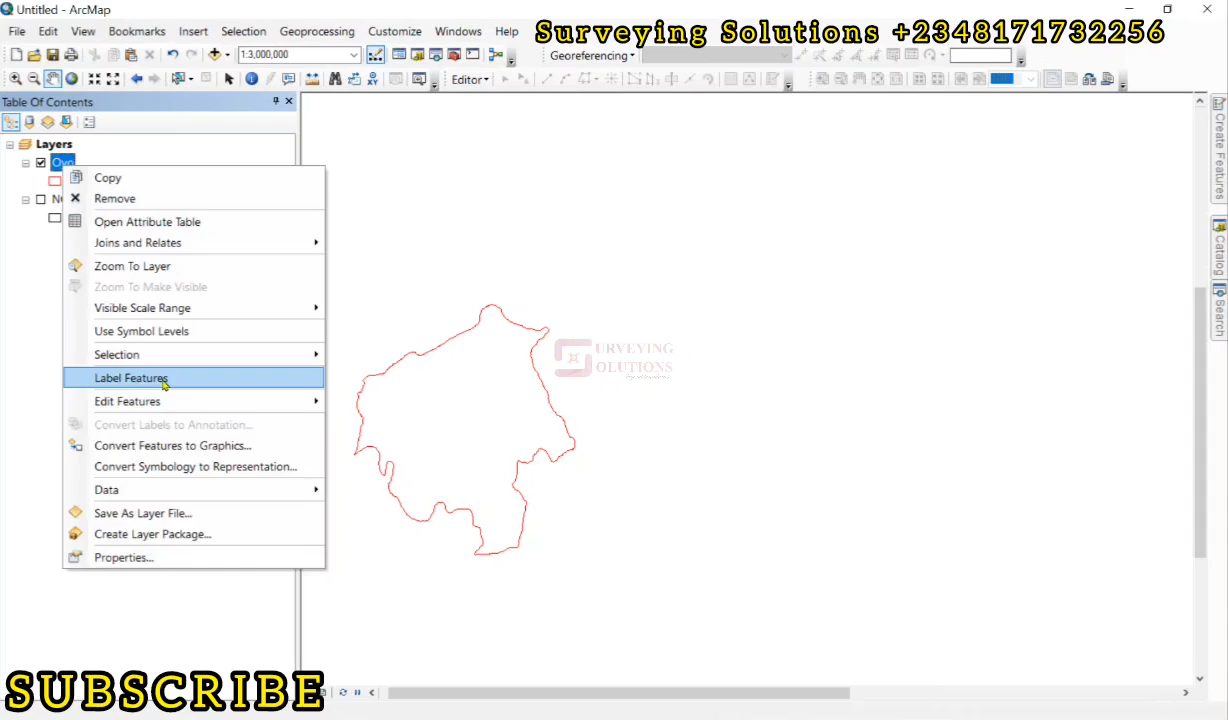 Untitled - ArcMap
File Edit View Bookmarks Insert Selection Geoprocessing Customize Windows Help
Surveying Solutions +2348171732256
1:3,000,000
Georeferencing
Editor
Table Of Contents
Layers
Oyo
Copy
Remove
Open Attribute Table
Joins and Relates
Zoom To Layer
Zoom To Make Visible
Visible Scale Range
Use Symbol Levels
Selection
Label Features
Edit Features
Convert Labels to Annotation...
Convert Features to Graphics...
Convert Symbology to Representation...
Data
Save As Layer File...
Create Layer Package...
Properties...
URVEYING
OLUTIONS
Create Features
Catalog
Search
SUBSCRIBE